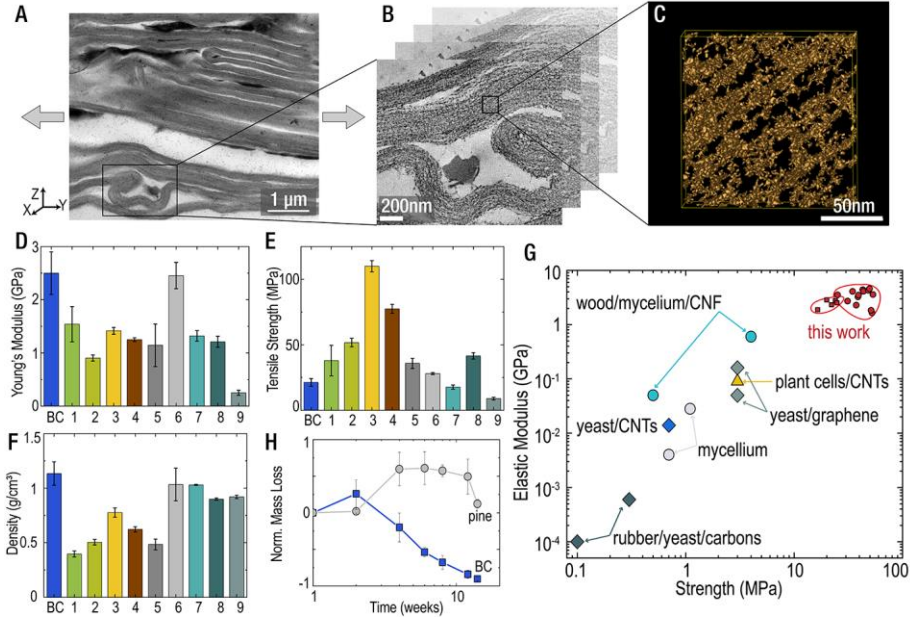 A
B
C
Z
X
Y
1 µm
200nm
50nm
D
Young's Modulus (GPa)
3
2
1
0
BC 1 2 3 4 5 6 7 8 9
E
Tensile Strength (MPa)
100
50
0
BC 1 2 3 4 5 6 7 8 9
F
Density (g/cm³)
1.5
1
0.5
0
BC 1 2 3 4 5 6 7 8 9
H
Norm. Mass Loss
1
0
-1
pine
BC
1
10
Time (weeks)
G
Elastic Modulus (GPa)
10¹
10⁰
10⁻¹
10⁻²
10⁻³
10⁻⁴
wood/mycelium/CNF
this work
plant cells/CNTs
yeast/graphene
yeast/CNTs
mycellium
rubber/yeast/carbons
0.1
1
10
100
Strength (MPa)